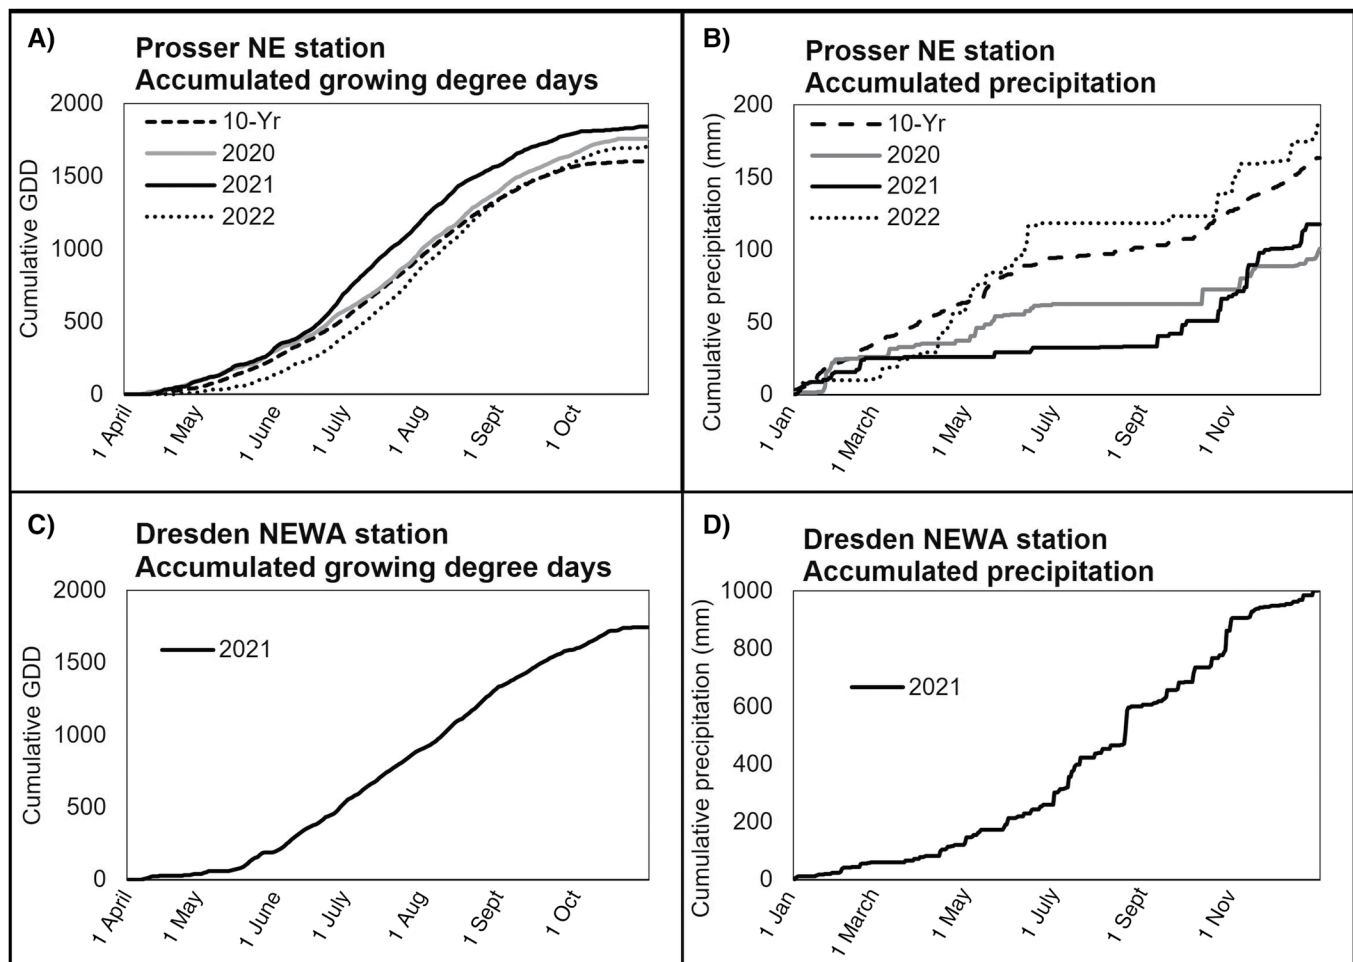 A)
Prosser NE station
Accumulated growing degree days
2000
1500
1000
500
0
Cumulative GDD
10-Yr
2020
2021
2022
1 April
1 May
1 June
1 July
1 Aug
1 Sept
1 Oct
B)
Prosser NE station
Accumulated precipitation
200
150
100
50
0
Cumulative precipitation (mm)
10-Yr
2020
2021
2022
1 Jan
1 March
1 May
1 July
1 Sept
1 Nov
C)
Dresden NEWA station
Accumulated growing degree days
2000
1500
1000
500
0
Cumulative GDD
2021
1 April
1 May
1 June
1 July
1 Aug
1 Sept
1 Oct
D)
Dresden NEWA station
Accumulated precipitation
1000
800
600
400
200
0
Cumulative precipitation (mm)
2021
1 Jan
1 March
1 May
1 July
1 Sept
1 Nov